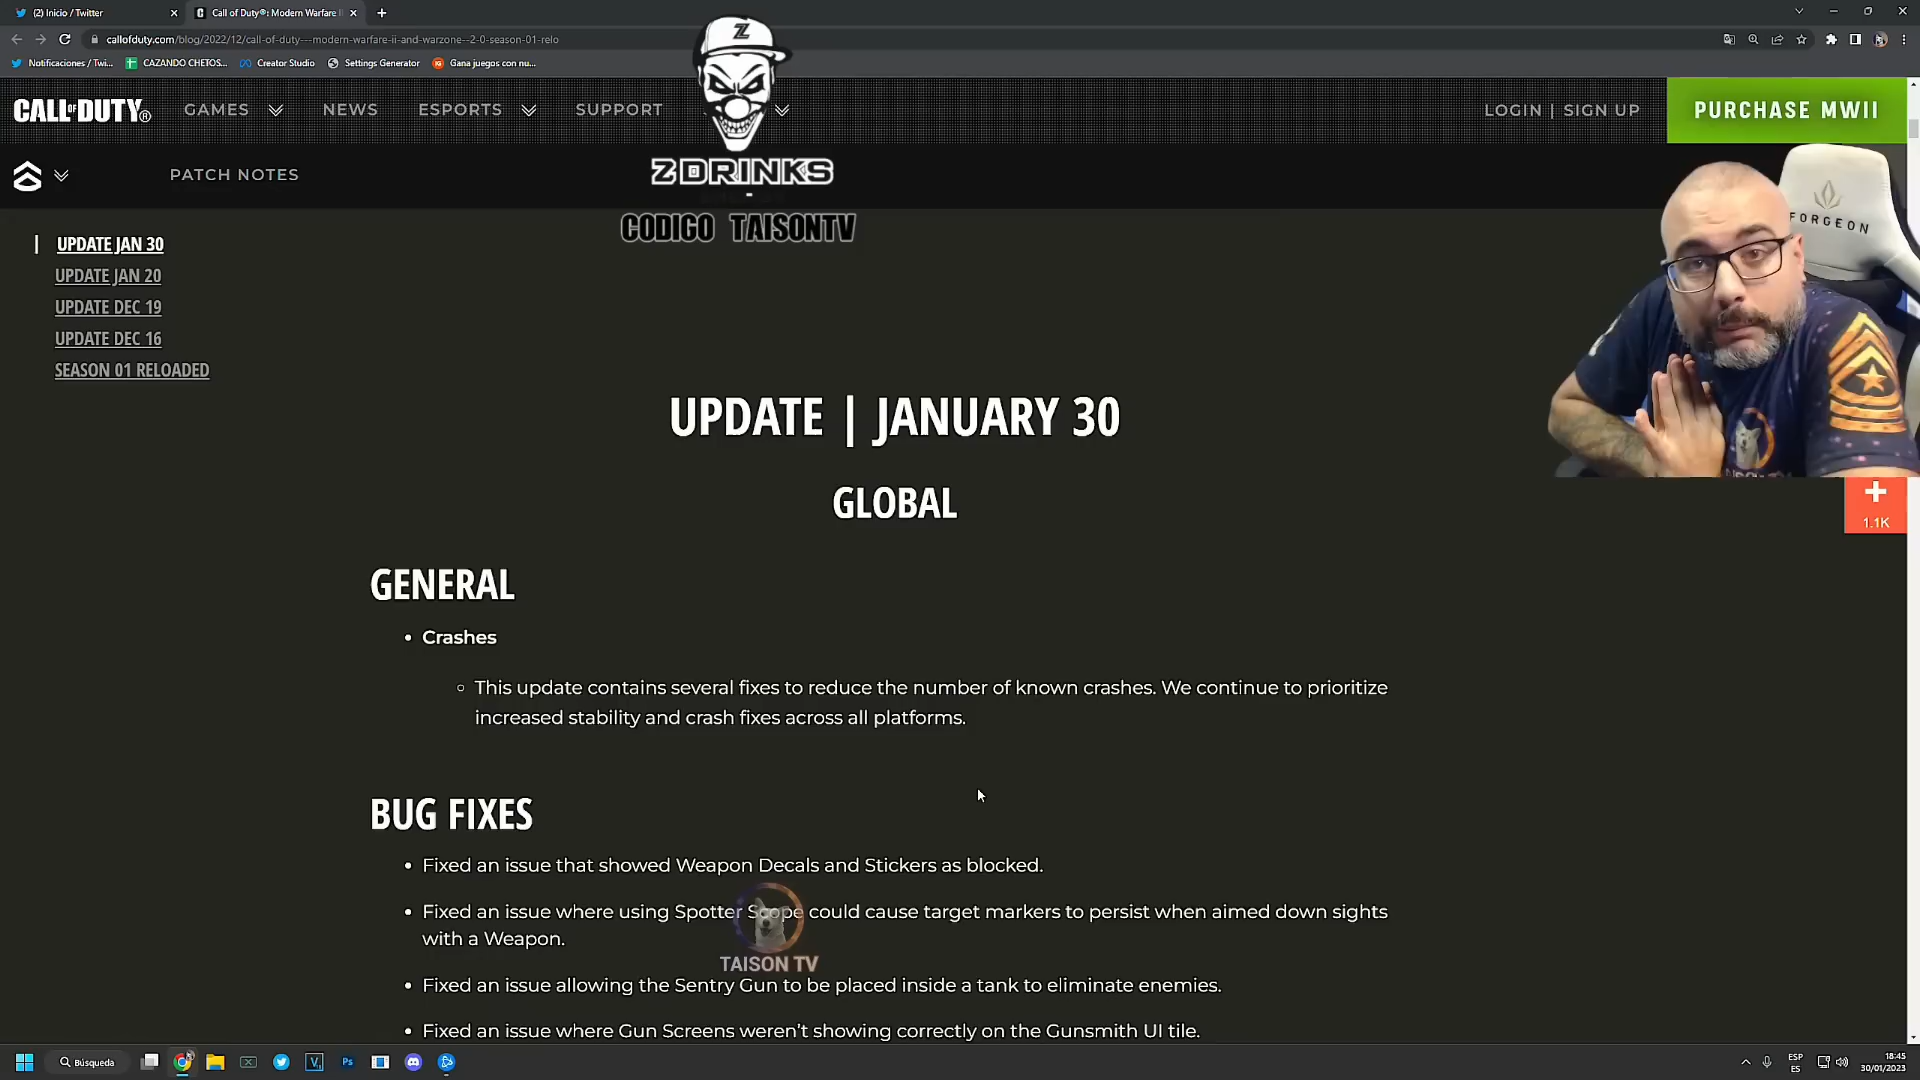 (2) Inicio / Twitter
Call of Duty®: Modern Warfare II
callofduty.com/blog/2022/12/call-of-duty---modern-warfare-ii-and-warzone--2-0-season-01-relo
Notificaciones / Twi...
CAZANDO CHETOS...
Creator Studio
Settings Generator
Gana juegos con nu...
CALL OF DUTY®
GAMES
NEWS
ESPORTS
SUPPORT
LOGIN | SIGN UP
PURCHASE MWII
PATCH NOTES
Z
Z DRINKS
-
CODIGO TAISONTV
FORGEON
UPDATE JAN 30
UPDATE JAN 20
UPDATE DEC 19
UPDATE DEC 16
SEASON 01 RELOADED
UPDATE | JANUARY 30
GLOBAL
+
1.1K
GENERAL
• Crashes
This update contains several fixes to reduce the number of known crashes. We continue to prioritize
increased stability and crash fixes across all platforms.
BUG FIXES
• Fixed an issue that showed Weapon Decals and Stickers as blocked.
• Fixed an issue where using Spotter Scope could cause target markers to persist when aimed down sights
with a Weapon.
TAISON TV
• Fixed an issue allowing the Sentry Gun to be placed inside a tank to eliminate enemies.
• Fixed an issue where Gun Screens weren't showing correctly on the Gunsmith UI tile.
Búsqueda
Ps
ESP
ES
18:45
30/01/2023